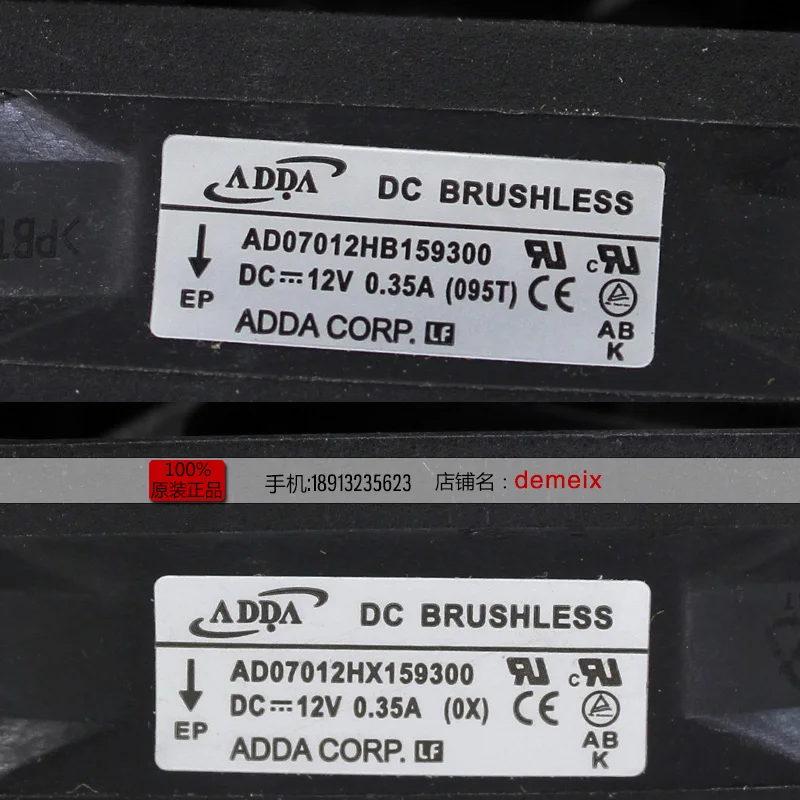 ADDA DC BRUSHLESS
AD07012HB159300
DC 12V 0.35A (095T) CE
EP
ADDA CORP. LF
AB
K
100%
原装正品
手机:18913235623 店铺名：demeix
ADDA DC BRUSHLESS
AD07012HX159300
DC 12V 0.35A (0X) CE
EP
ADDA CORP. LF
AB
K